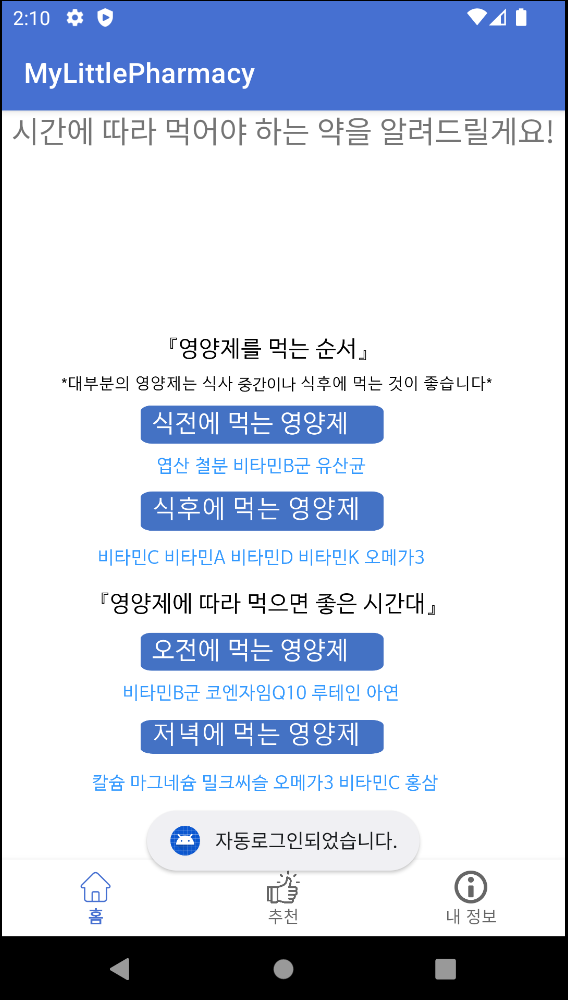 2:10
MyLittlePharmacy
시간에 따라 먹어야 하는 약을 알려드릴게요!
『영양제를 먹는 순서』
*대부분의 영양제는 식사 중간이나 식후에 먹는 것이 좋습니다*
식전에 먹는 영양제
엽산 철분 비타민B군 유산균
식후에 먹는 영양제
비타민C 비타민A 비타민D 비타민K 오메가3
『영양제에 따라 먹으면 좋은 시간대』
오전에 먹는 영양제
비타민B군 코엔자임Q10 루테인 아연
저녁에 먹는 영양제
칼슘 마그네슘 밀크씨슬 오메가3 비타민C 홍삼
자동로그인되었습니다.
홈 추천 내 정보